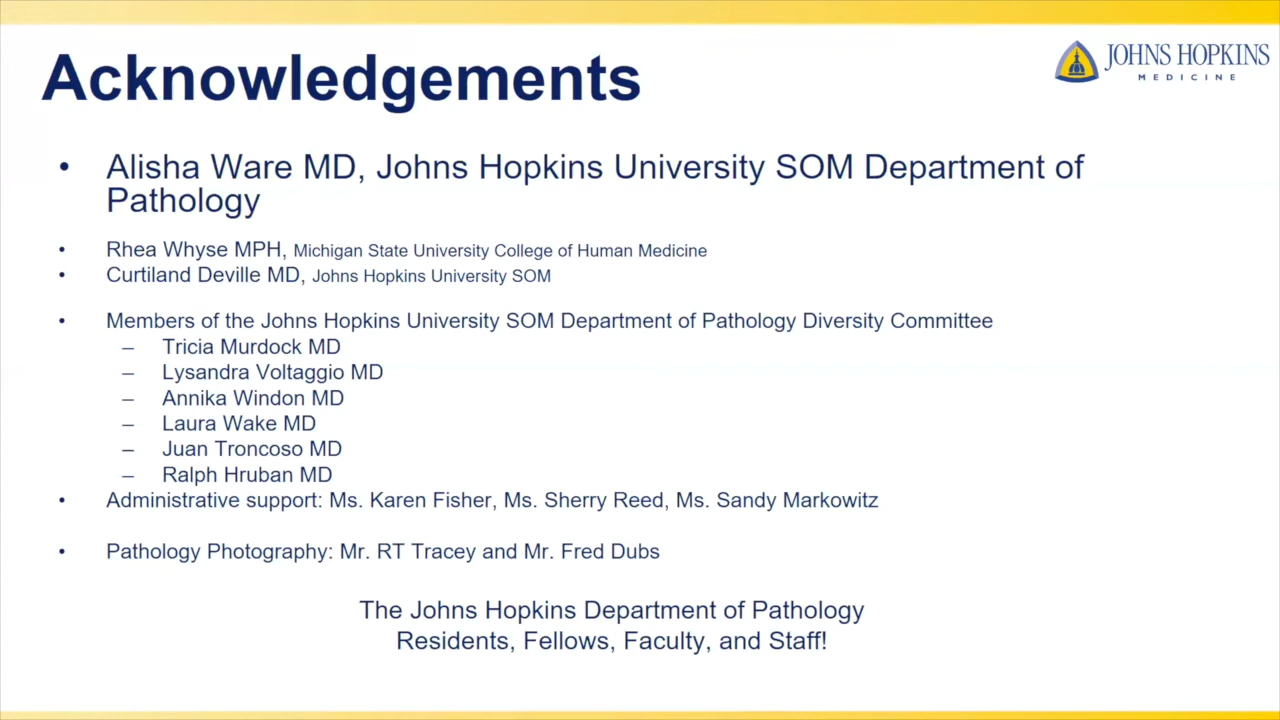 Acknowledgements
JOHNS HOPKINS
MEDICINE
• Alisha Ware MD, Johns Hopkins University SOM Department of
Pathology
• Rhea Whyse MPH, Michigan State University College of Human Medicine
• Curtiland Deville MD, Johns Hopkins University SOM
• Members of the Johns Hopkins University SOM Department of Pathology Diversity Committee
– Tricia Murdock MD
– Lysandra Voltaggio MD
– Annika Windon MD
– Laura Wake MD
– Juan Troncoso MD
– Ralph Hruban MD
• Administrative support: Ms. Karen Fisher, Ms. Sherry Reed, Ms. Sandy Markowitz
• Pathology Photography: Mr. RT Tracey and Mr. Fred Dubs
The Johns Hopkins Department of Pathology
Residents, Fellows, Faculty, and Staff!